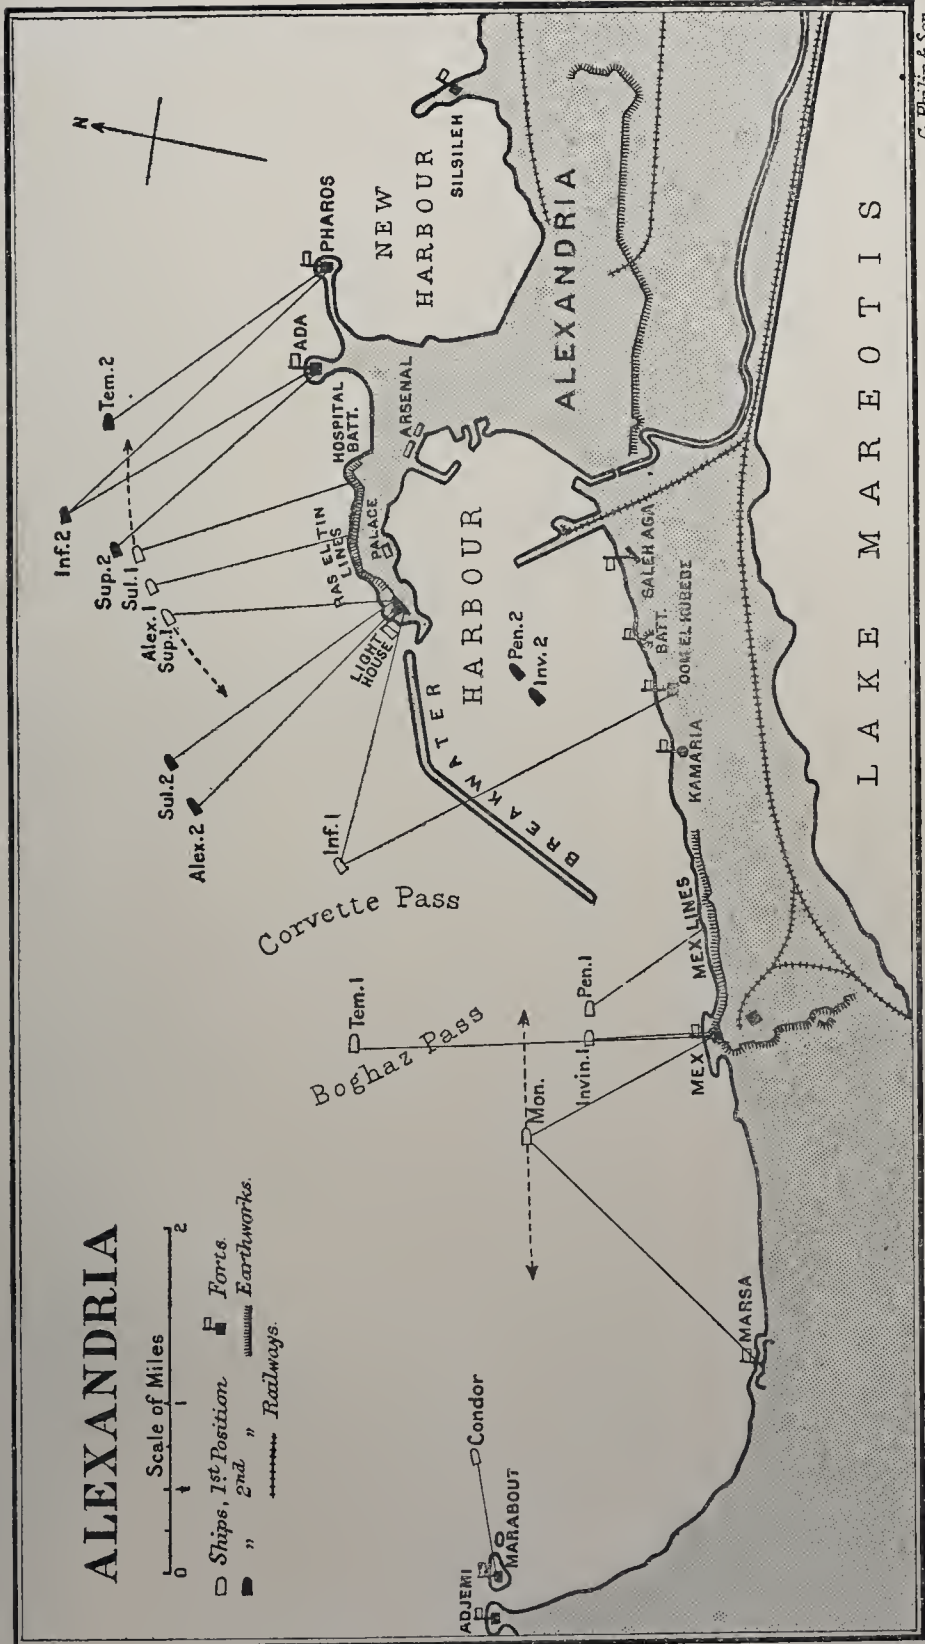 ALEXANDRIA
Scale of Miles
0 1 2
Ships, 1st Position
" 2nd "
Forts.
Earthworks.
Railways.
N
Inf.2
Tem.2
Sup.2
Sul.1
Alex.1
Sup.1
Sul.2
Alex.2
Inf.1
Tem.1
Pen.1
Invin.1
Mon.
Condor
Pen.2
Inv.2
PHAROS
ADA
NEW
HARBOUR
SILSILEH
HOSPITAL
BATT.
RAS EL TIN
LINES
PALACE
ARSENAL
LIGHT
HOUSE
ALEXANDRIA
HARBOUR
BREAKWATER
Corvette Pass
Boghaz Pass
SALEH AGA
BATT.
OOM EL KUBEBE
KAMARIA
MEX LINES
MEX
MARSA
ADJEMI
MARABOUT
LAKE MAREOTIS